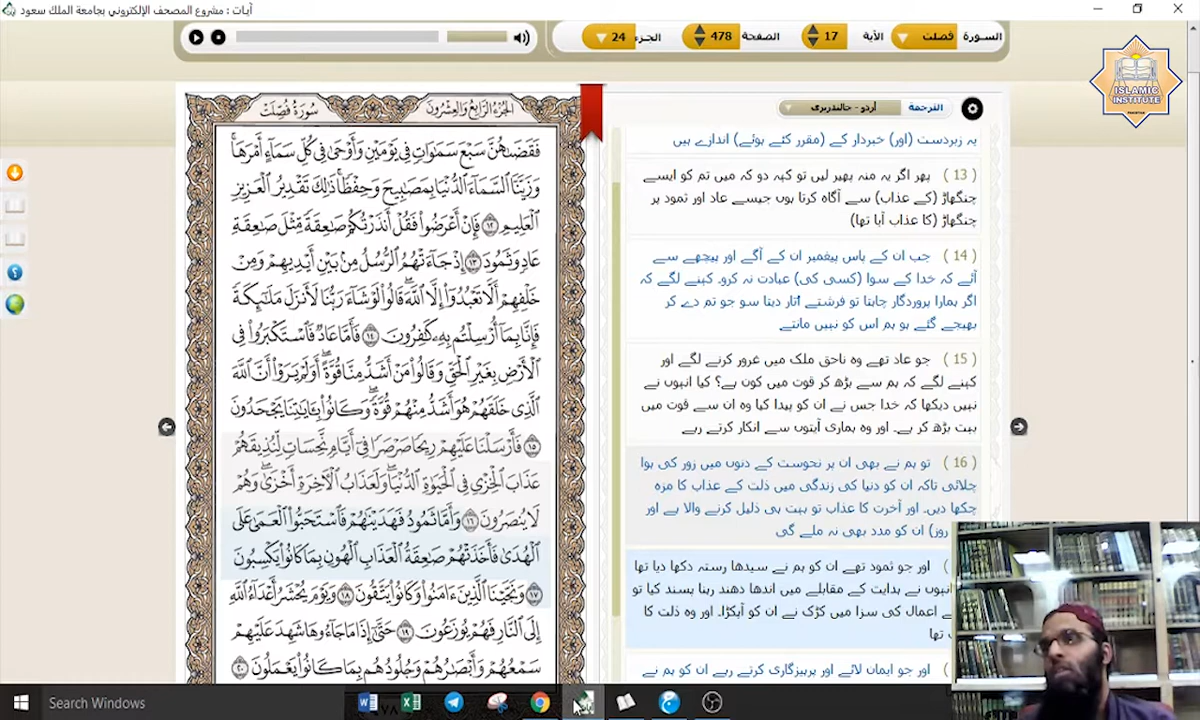 آيات : مشروع المصحف الإلكتروني بجامعة الملك سعود
السورة فصلت الآية 17 الصفحة 478 الجزء 24
ISLAMIC
INSTITUTE
الترجمة أردو - جالندربرى
الجزء الرابع والعشرون سورة فصلت
فَقَضَىٰهُنَّ سَبْعَ سَمَٰوَاتٍ فِي يَوْمَيْنِ وَأَوْحَىٰ فِي كُلِّ سَمَآءٍ أَمْرَهَا ۚ
وَزَيَّنَّا ٱلسَّمَآءَ ٱلدُّنْيَا بِمَصَٰبِيحَ وَحِفْظًا ۚ ذَٰلِكَ تَقْدِيرُ ٱلْعَزِيزِ
ٱلْعَلِيمِ ١٢ فَإِنْ أَعْرَضُوا۟ فَقُلْ أَنذَرْتُكُمْ صَٰعِقَةً مِّثْلَ صَٰعِقَةِ
عَادٍ وَثَمُودَ ١٣ إِذْ جَآءَتْهُمُ ٱلرُّسُلُ مِنۢ بَيْنِ أَيْدِيهِمْ وَمِنْ
خَلْفِهِمْ أَلَّا تَعْبُدُوٓا۟ إِلَّا ٱللَّهَ ۖ قَالُوا۟ لَوْ شَآءَ رَبُّنَا لَأَنزَلَ مَلَٰٓئِكَةً
فَإِنَّا بِمَآ أُرْسِلْتُم بِهِۦ كَٰفِرُونَ ١٤ فَأَمَّا عَادٌ فَٱسْتَكْبَرُوا۟ فِي
ٱلْأَرْضِ بِغَيْرِ ٱلْحَقِّ وَقَالُوا۟ مَنْ أَشَدُّ مِنَّا قُوَّةً ۖ أَوَلَمْ يَرَوْا۟ أَنَّ ٱللَّهَ
ٱلَّذِي خَلَقَهُمْ هُوَ أَشَدُّ مِنْهُمْ قُوَّةً ۖ وَكَانُوا۟ بِـَٔايَٰتِنَا يَجْحَدُونَ
١٥ فَأَرْسَلْنَا عَلَيْهِمْ رِيحًا صَرْصَرًا فِيٓ أَيَّامٍ نَّحِسَاتٍ لِّنُذِيقَهُمْ
عَذَابَ ٱلْخِزْيِ فِي ٱلْحَيَوٰةِ ٱلدُّنْيَا ۖ وَلَعَذَابُ ٱلْءَاخِرَةِ أَخْزَىٰ ۖ وَهُمْ
لَا يُنصَرُونَ ١٦ وَأَمَّا ثَمُودُ فَهَدَيْنَٰهُمْ فَٱسْتَحَبُّوا۟ ٱلْعَمَىٰ عَلَى
ٱلْهُدَىٰ فَأَخَذَتْهُمْ صَٰعِقَةُ ٱلْعَذَابِ ٱلْهُونِ بِمَا كَانُوا۟ يَكْسِبُونَ
١٧ وَنَجَّيْنَا ٱلَّذِينَ ءَامَنُوا۟ وَكَانُوا۟ يَتَّقُونَ ١٨ وَيَوْمَ يُحْشَرُ أَعْدَآءُ ٱللَّهِ
إِلَى ٱلنَّارِ فَهُمْ يُوزَعُونَ ١٩ حَتَّىٰٓ إِذَا مَا جَآءُوهَا شَهِدَ عَلَيْهِمْ
سَمْعُهُمْ وَأَبْصَٰرُهُمْ وَجُلُودُهُم بِمَا كَانُوا۟ يَعْمَلُونَ ٢٠
یہ زبردست (اور) خبردار کے (مقرر کئے ہوئے) اندازے ہیں
(13) پھر اگر یہ منہ پھیر لیں تو کہہ دو کہ میں تم کو ایسے
چنگھاڑ (کے عذاب) سے آگاہ کرتا ہوں جیسے عاد اور ثمود پر
چنگھاڑ (کا عذاب آیا تھا)
(14) جب ان کے پاس پیغمبر ان کے آگے اور پیچھے سے
آئے کہ خدا کے سوا (کسی کی) عبادت نہ کرو۔ کہنے لگے کہ
اگر ہمارا پروردگار چاہتا تو فرشتے اُتار دیتا سو جو تم دے کر
بھیجے گئے ہو ہم اس کو نہیں مانتے
(15) جو عاد تھے وہ ناحق ملک میں غرور کرنے لگے اور
کہنے لگے کہ ہم سے بڑھ کر قوت میں کون ہے؟ کیا انہوں نے
نہیں دیکھا کہ خدا جس نے ان کو پیدا کیا وہ ان سے قوت میں
بہت بڑھ کر ہے۔ اور وہ ہماری آیتوں سے انکار کرتے رہے
(16) تو ہم نے بھی ان پر نحوست کے دنوں میں زور کی ہوا
چلائی تاکہ ان کو دنیا کی زندگی میں ذلت کے عذاب کا مزہ
چکھا دیں۔ اور آخرت کا عذاب تو بہت ہی ذلیل کرنے والا ہے اور
روز) ان کو مدد بھی نہ ملے گی
اور جو ثمود تھے ان کو ہم نے سیدھا رستہ دکھا دیا تھا
انہوں نے ہدایت کے مقابلے میں اندھا دھند رہنا پسند کیا تو
کے اعمال کی سزا میں کڑک نے ان کو آپکڑا۔ اور وہ ذلت کا
تھا
اور جو ایمان لائے اور پرہیزگاری کرتے رہے ان کو ہم نے
Search Windows